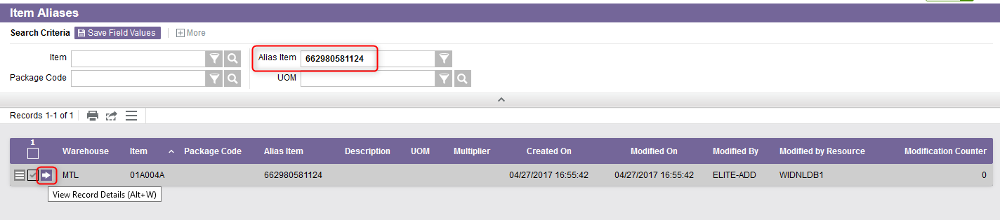 Item Aliases
Search Criteria Save Field Values More
Item Alias Item 662980581124
Package Code UOM
Records 1-1 of 1
1
Warehouse Item Package Code Alias Item Description UOM Multiplier Created On Modified On Modified By Modified by Resource Modification Counter
MTL 01A004A 662980581124 04/27/2017 16:55:42 04/27/2017 16:55:42 ELITE-ADD WIDNLDB1 0
View Record Details (Alt+W)